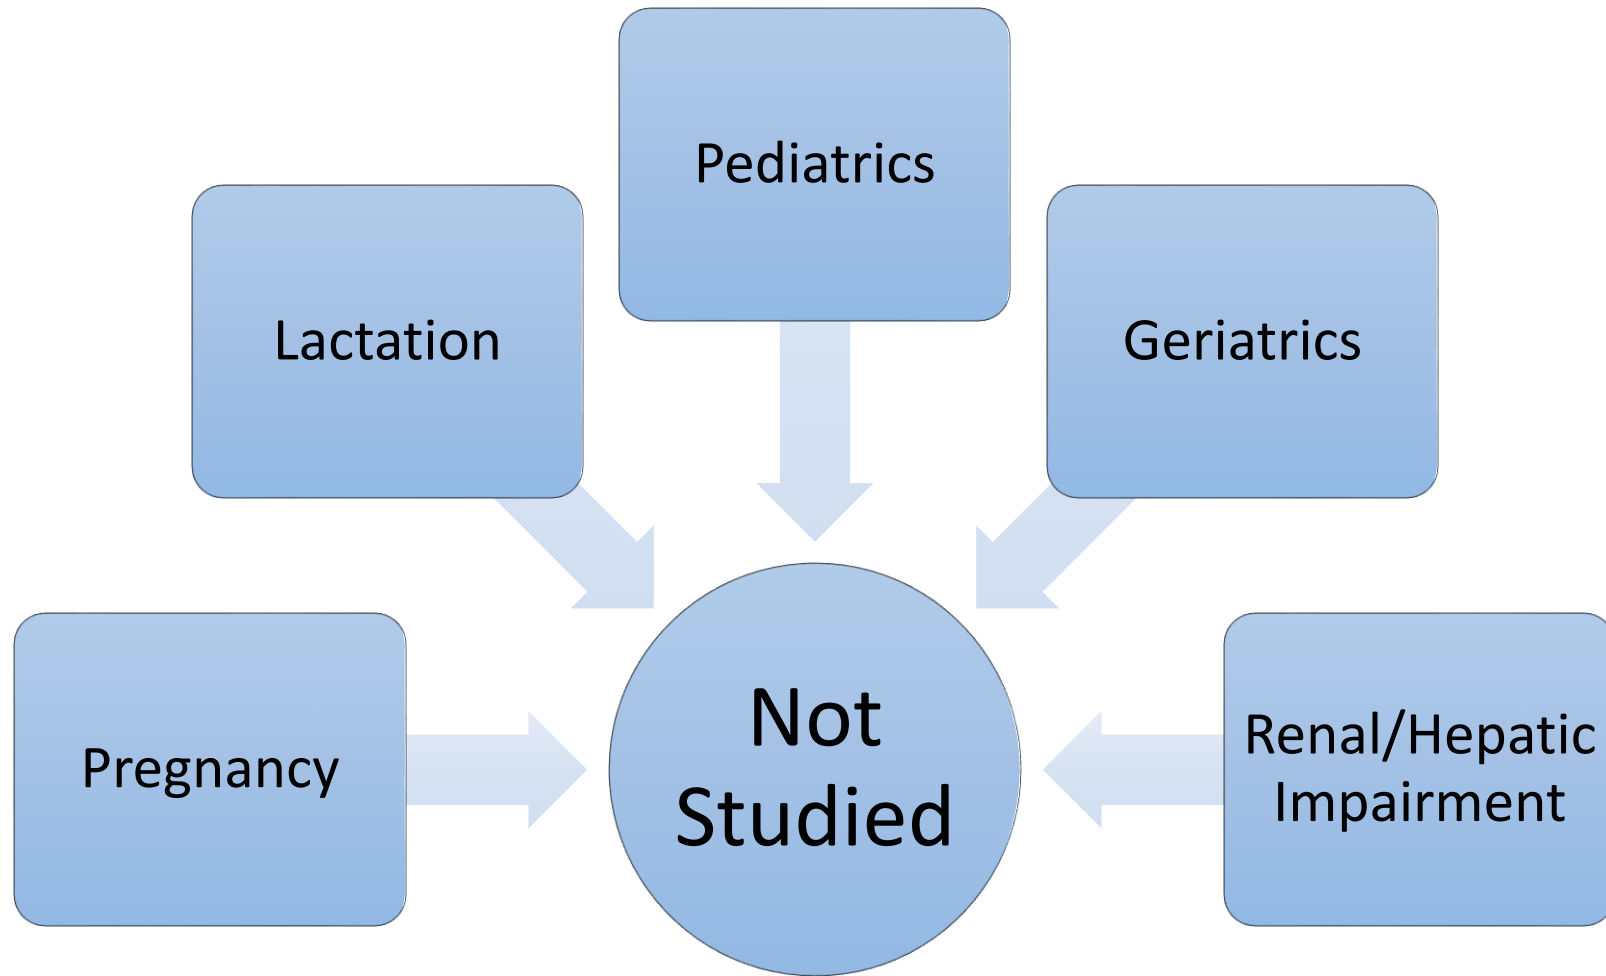 Pediatrics
Lactation
Geriatrics
Pregnancy
Not
Studied
Renal/Hepatic
Impairment